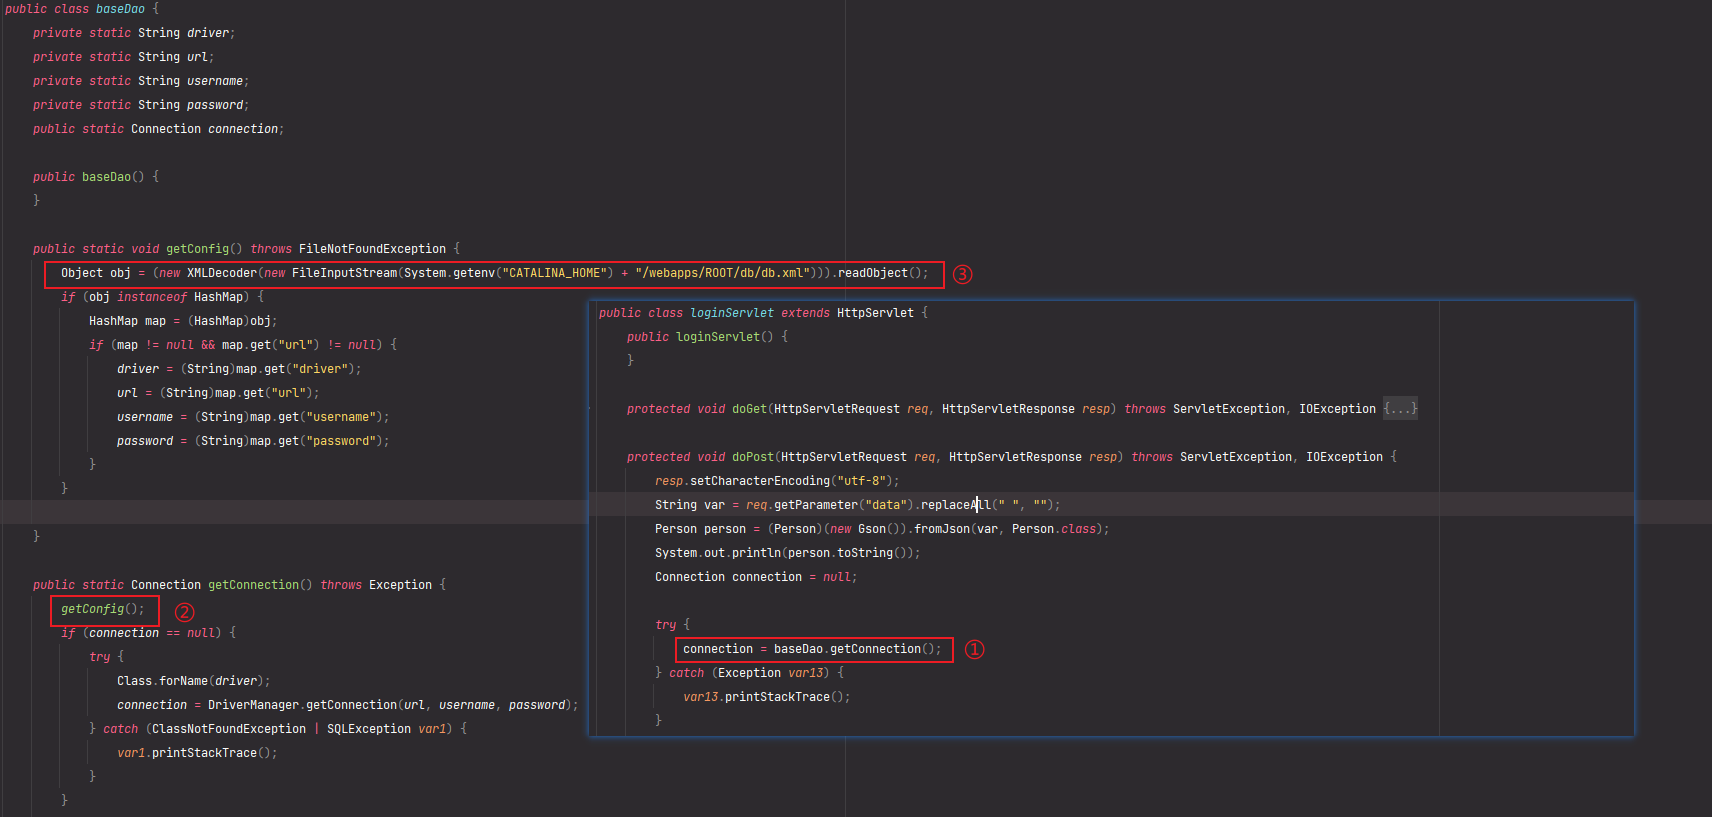 public class baseDao {
    private static String driver;
    private static String url;
    private static String username;
    private static String password;
    public static Connection connection;
    public baseDao() {
    }
    public static void getConfig() throws FileNotFoundException {
        Object obj = (new XMLDecoder(new FileInputStream(System.getenv("CATALINA_HOME") + "/webapps/ROOT/db/db.xml"))).readObject();
③
        if (obj instanceof HashMap) {
            HashMap map = (HashMap)obj;
            if (map != null && map.get("url") != null) {
                driver = (String)map.get("driver");
                url = (String)map.get("url");
                username = (String)map.get("username");
                password = (String)map.get("password");
            }
        }
    }
    public static Connection getConnection() throws Exception {
        getConfig();
②
        if (connection == null) {
            try {
                Class.forName(driver);
                connection = DriverManager.getConnection(url, username, password);
            } catch (ClassNotFoundException | SQLException var1) {
                var1.printStackTrace();
            }
        }
public class loginServlet extends HttpServlet {
    public loginServlet() {
    }
    protected void doGet(HttpServletRequest req, HttpServletResponse resp) throws ServletException, IOException {...}
    protected void doPost(HttpServletRequest req, HttpServletResponse resp) throws ServletException, IOException {
        resp.setCharacterEncoding("utf-8");
        String var = req.getParameter("data").replaceAll(" ", "");
        Person person = (Person)(new Gson()).fromJson(var, Person.class);
        System.out.println(person.toString());
        Connection connection = null;
        try {
            connection = baseDao.getConnection();
①
        } catch (Exception var13) {
            var13.printStackTrace();
        }